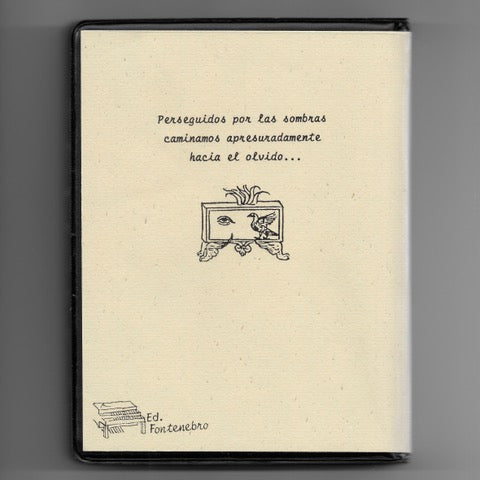 Perseguidos por las sombras
caminamos apresuradamente
hacia el olvido...
Ed.
Fontenebro